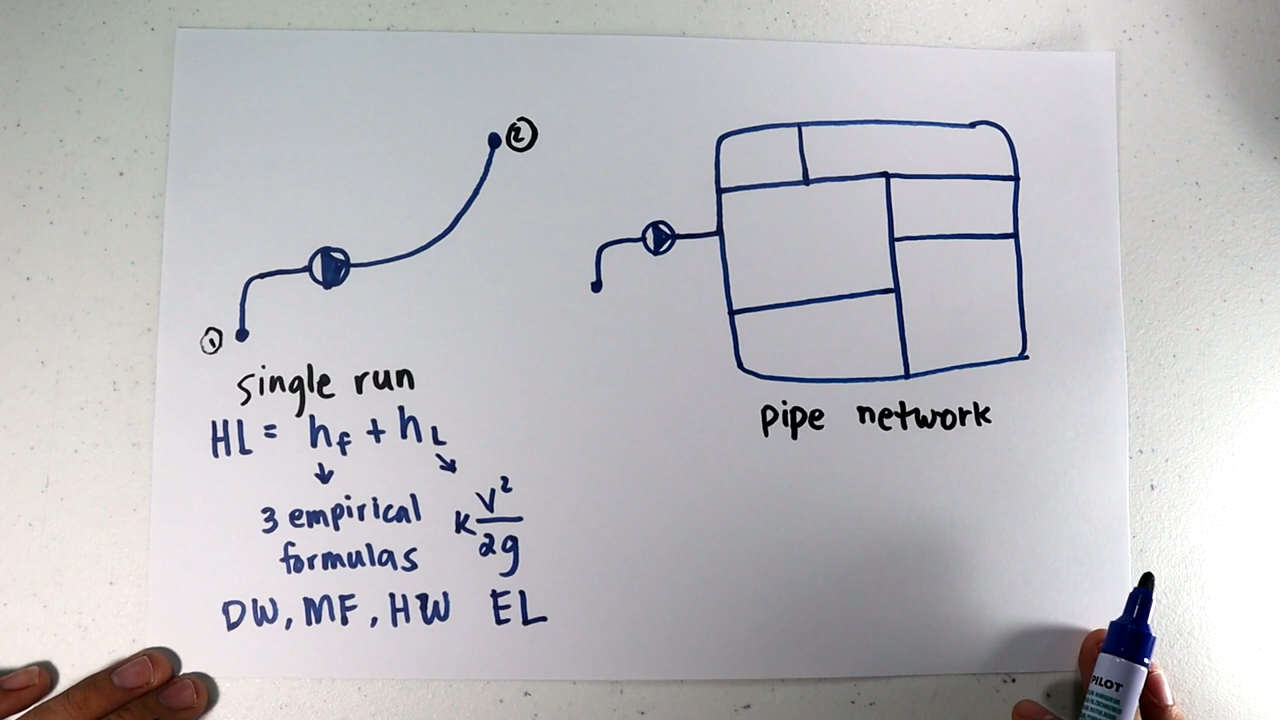 ②
①
single run
HL = hf + hL
3 empirical
formulas
K V²/2g
DW, MF, HW EL
pipe network
PILOT